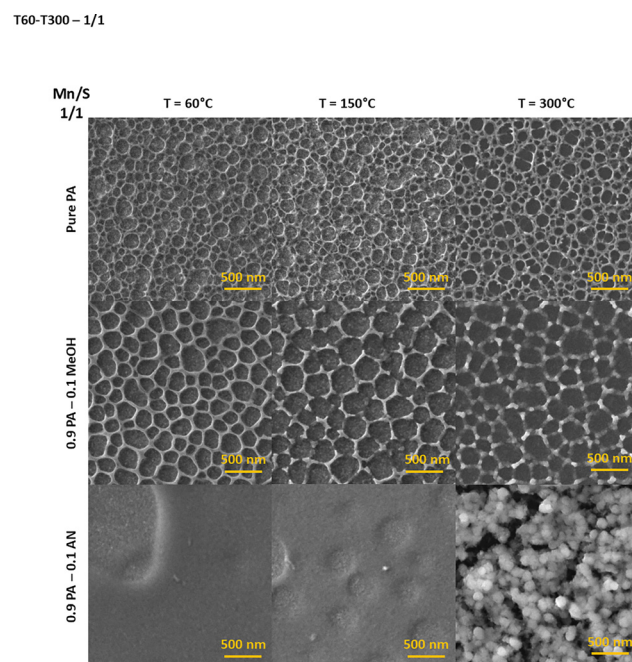 T60-T300 – 1/1
Mn/S
1/1
T = 60°C
T = 150°C
T = 300°C
Pure PA
500 nm
500 nm
500 nm
0.9 PA – 0.1 MeOH
500 nm
500 nm
500 nm
0.9 PA – 0.1 AN
500 nm
500 nm
500 nm